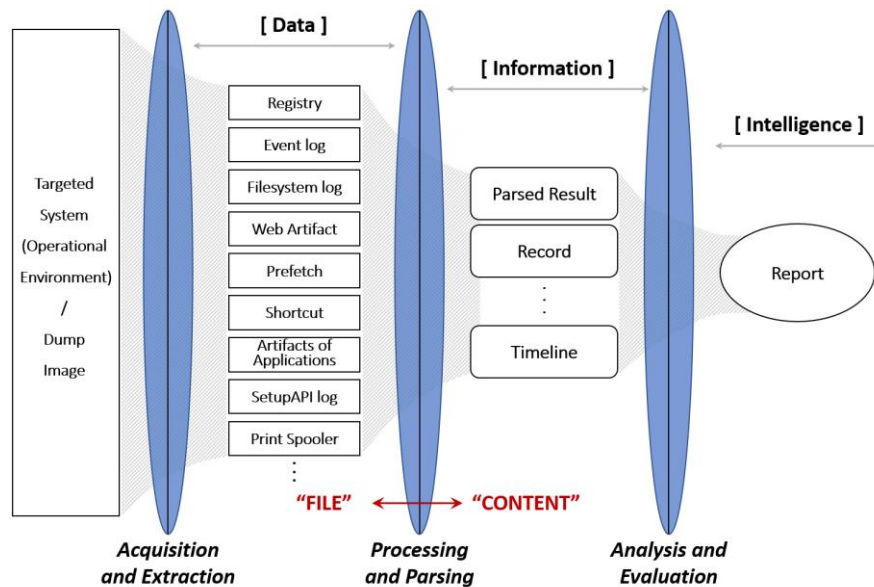 [ Data ]
[ Information ]
[ Intelligence ]
Targeted
System
(Operational
Environment)
/
Dump
Image
Registry
Event log
Filesystem log
Web Artifact
Prefetch
Shortcut
Artifacts of
Applications
SetupAPI log
Print Spooler
Parsed Result
Record
Timeline
Report
“FILE”
“CONTENT”
Acquisition
and Extraction
Processing
and Parsing
Analysis and
Evaluation